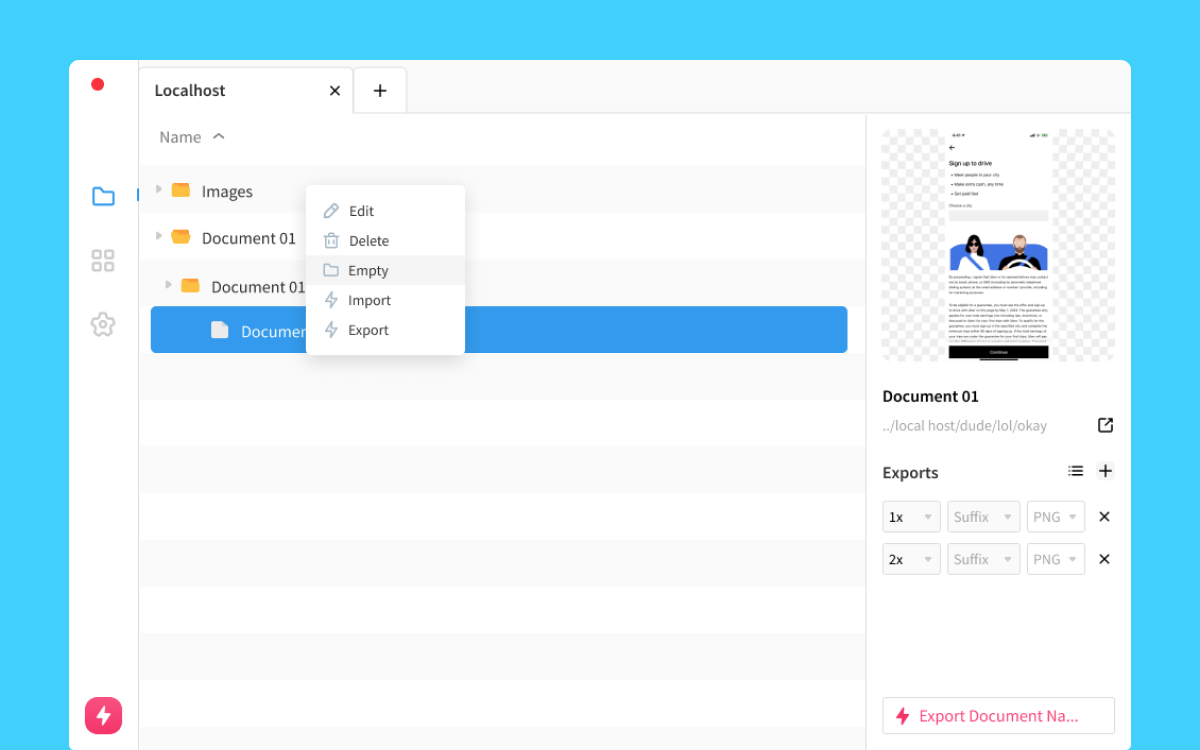 Localhost
Name
Images
Document 01
Document 01
Documen
Edit
Delete
Empty
Import
Export
Sign up to drive
Meet people in your city
Make extra cash, any time
Get paid fast
Choose a city
Continue
Document 01
../local host/dude/lol/okay
Exports
1x Suffix PNG
2x Suffix PNG
Export Document Na...